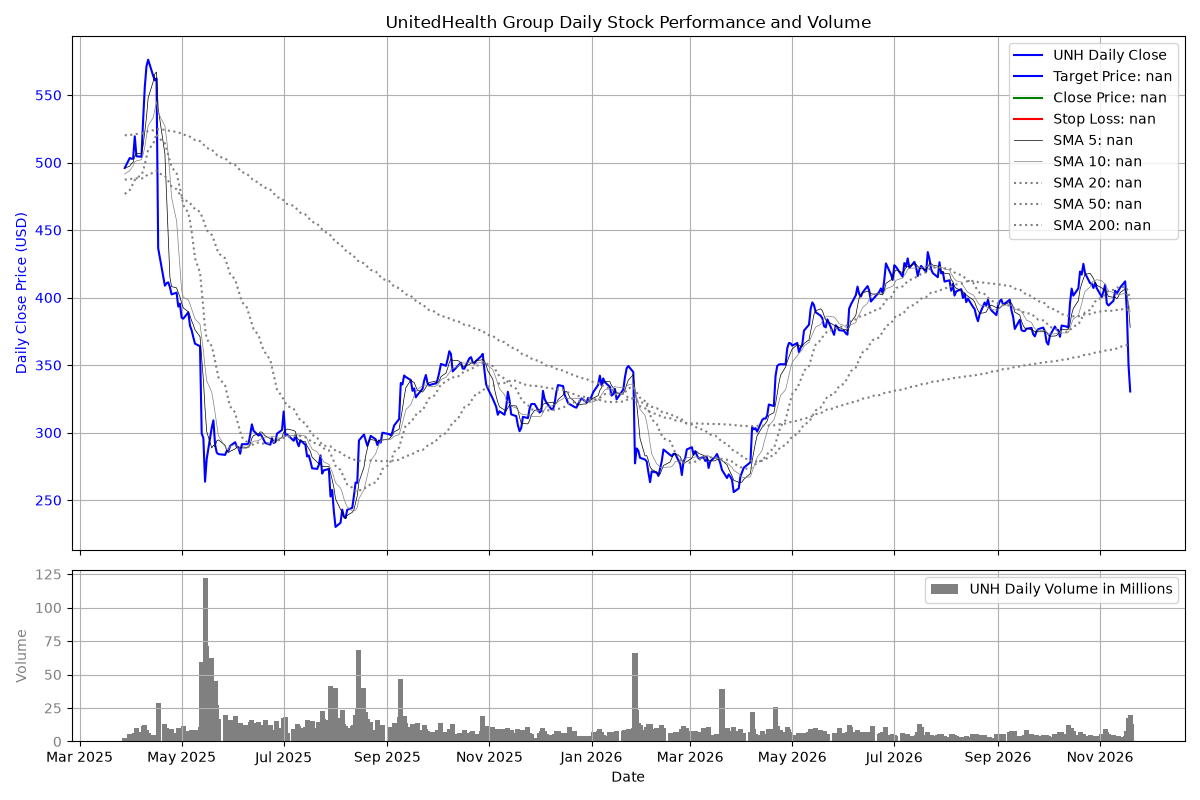 UnitedHealth Group Daily Stock Performance and Volume
Daily Close Price (USD)
550
500
450
400
350
300
250
UNH Daily Close
Target Price: nan
Close Price: nan
Stop Loss: nan
SMA 5: nan
SMA 10: nan
SMA 20: nan
SMA 50: nan
SMA 200: nan
Volume
125
100
75
50
25
0
UNH Daily Volume in Millions
Mar 2025 May 2025 Jul 2025 Sep 2025 Nov 2025 Jan 2026 Mar 2026 May 2026 Jul 2026 Sep 2026 Nov 2026
Date